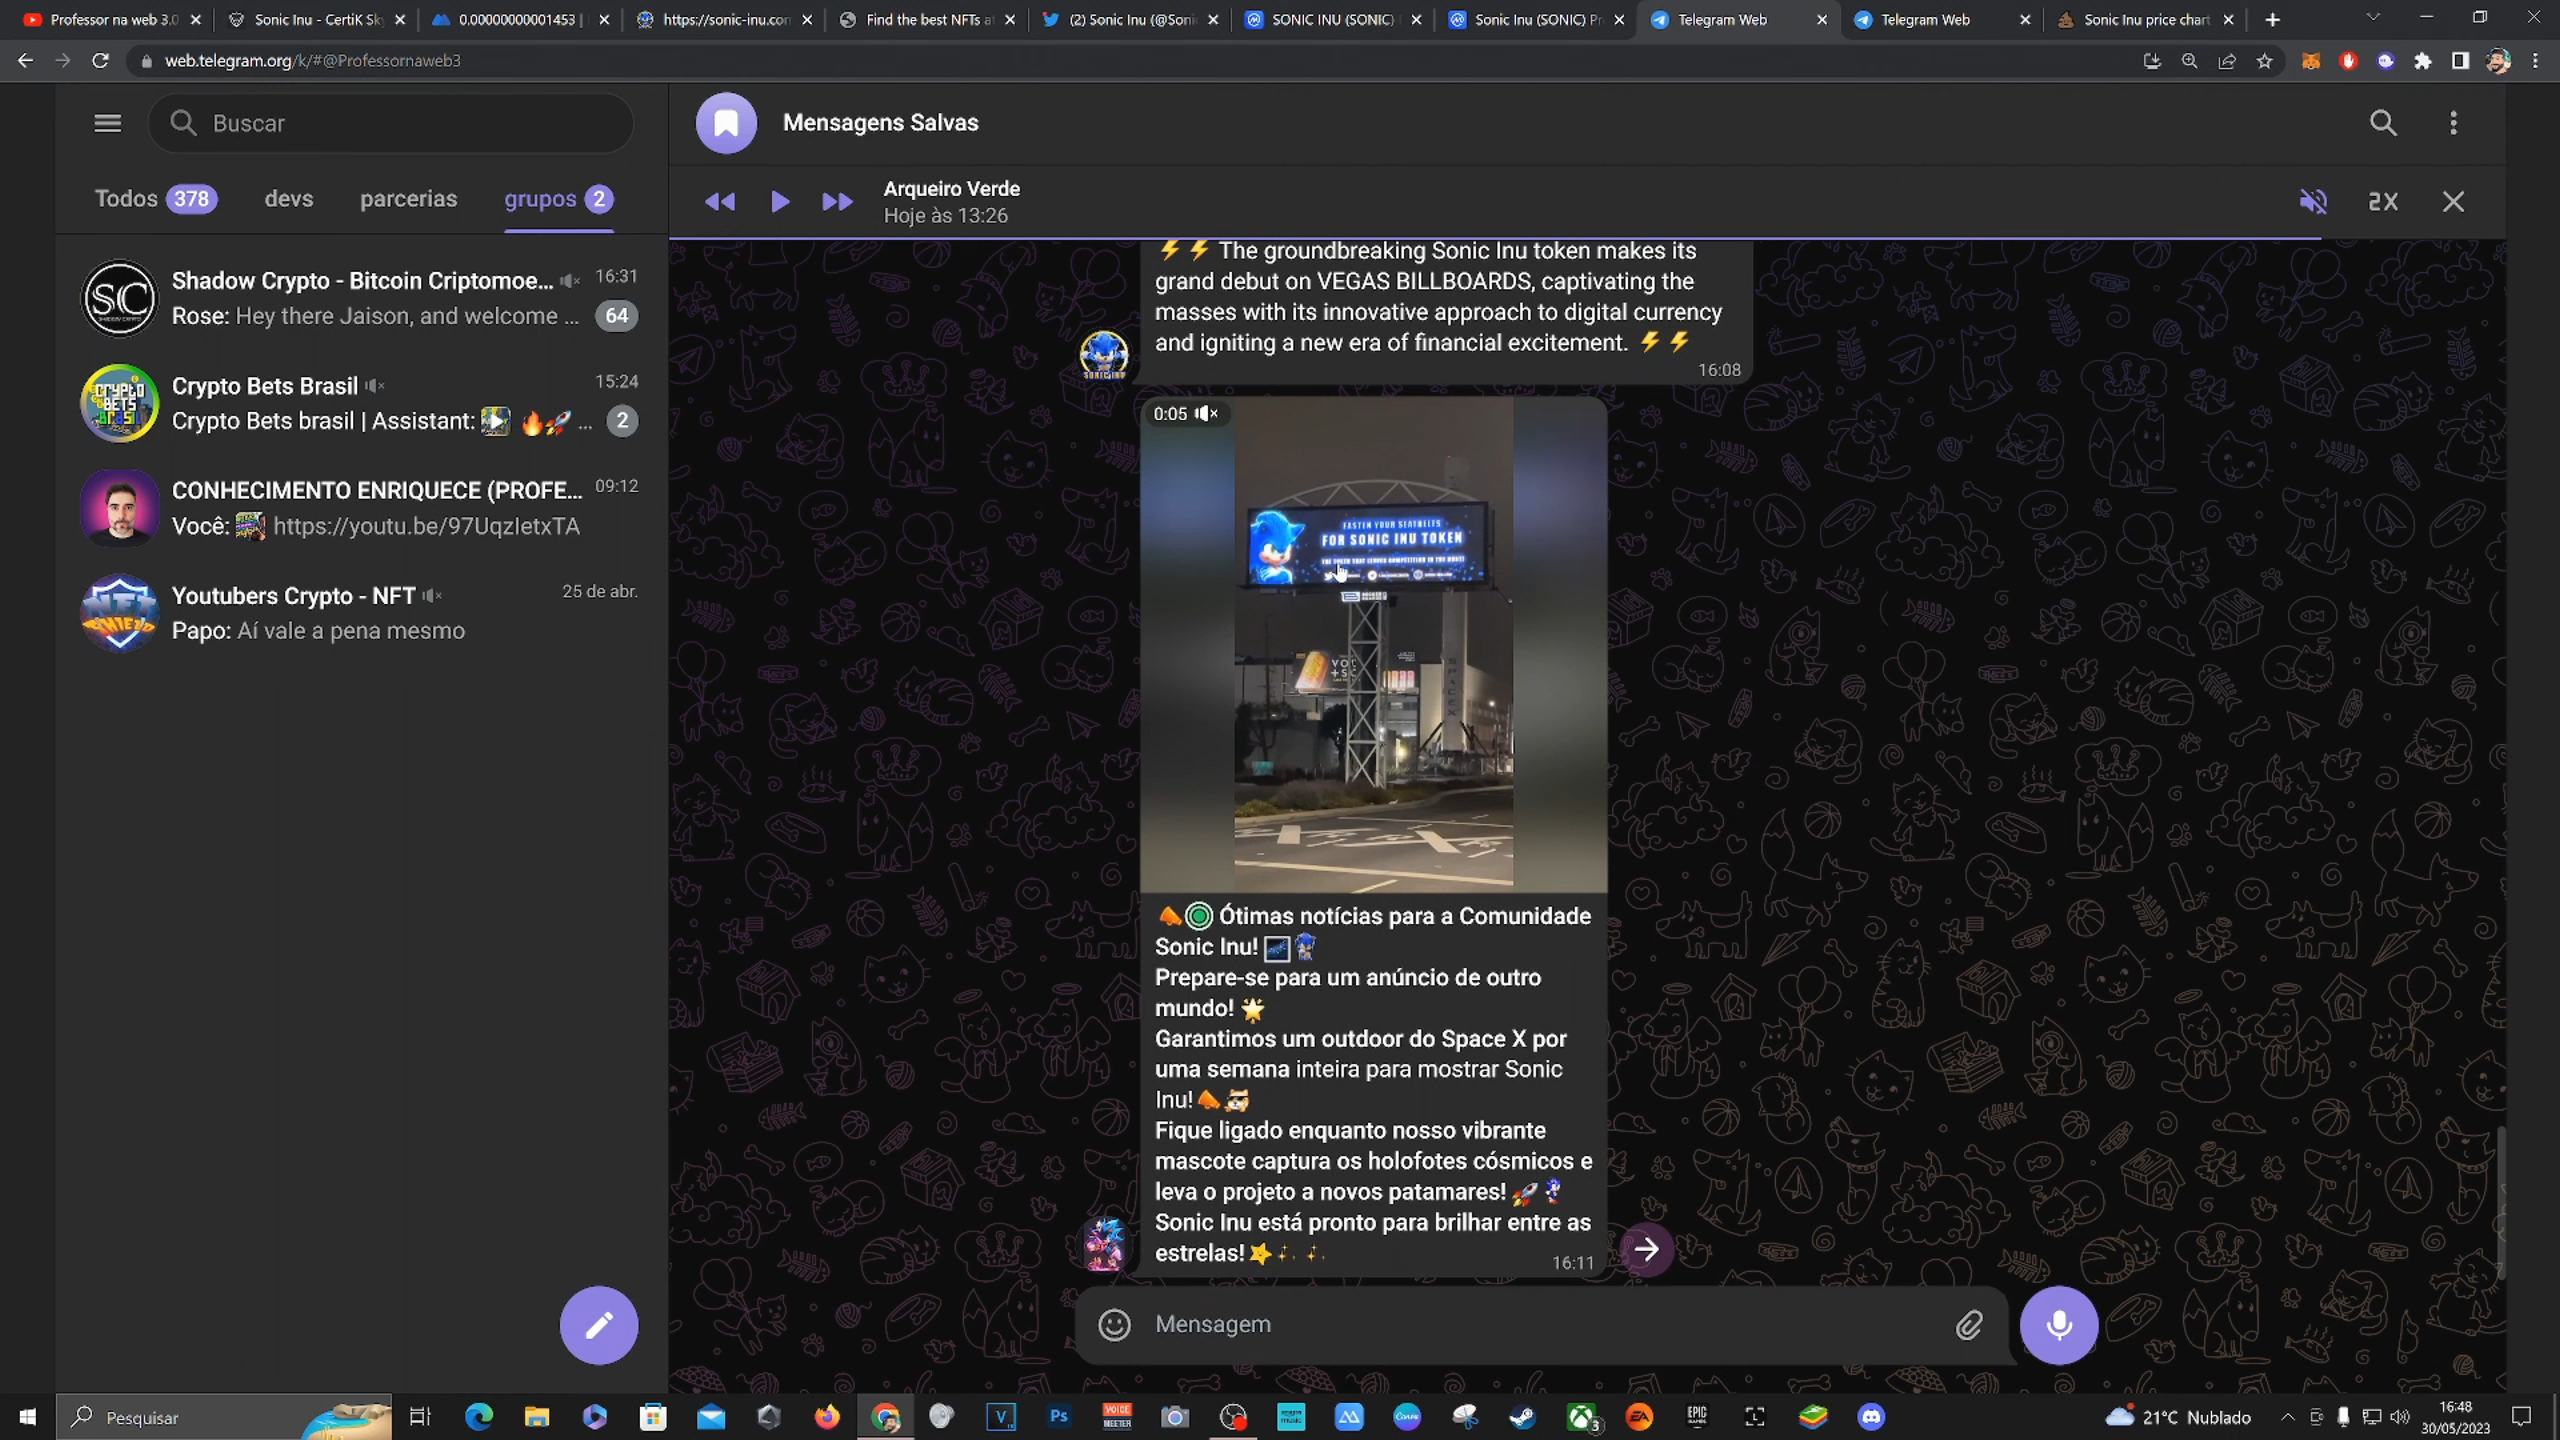 Professor na web 3.0
Sonic Inu - CertiK Sk
0.00000000001453 |
https://sonic-inu.com
Find the best NFTs a
(2) Sonic Inu (@Soni
SONIC INU (SONIC)
Sonic Inu (SONIC) Pr
Telegram Web
Telegram Web
Sonic Inu price chart
web.telegram.org/k/#@Professornaweb3
Buscar
Mensagens Salvas
Todos 378 devs parcerias grupos 2
Arqueiro Verde
Hoje às 13:26
2X
Shadow Crypto - Bitcoin Criptomoe... 16:31
Rose: Hey there Jaison, and welcome ... 64
Crypto Bets Brasil 15:24
Crypto Bets brasil | Assistant: ... 2
CONHECIMENTO ENRIQUECE (PROFE... 09:12
Você: https://youtu.be/97UqzIetxTA
Youtubers Crypto - NFT 25 de abr.
Papo: Aí vale a pena mesmo
The groundbreaking Sonic Inu token makes its
grand debut on VEGAS BILLBOARDS, captivating the
masses with its innovative approach to digital currency
and igniting a new era of financial excitement.
16:08
0:05
FASTEN YOUR SEATBELTS
FOR SONIC INU TOKEN
SPACEX
Ótimas notícias para a Comunidade
Sonic Inu!
Prepare-se para um anúncio de outro
mundo!
Garantimos um outdoor do Space X por
uma semana inteira para mostrar Sonic
Inu!
Fique ligado enquanto nosso vibrante
mascote captura os holofotes cósmicos e
leva o projeto a novos patamares!
Sonic Inu está pronto para brilhar entre as
estrelas!
16:11
Mensagem
Pesquisar
21°C Nublado
16:48
30/05/2023